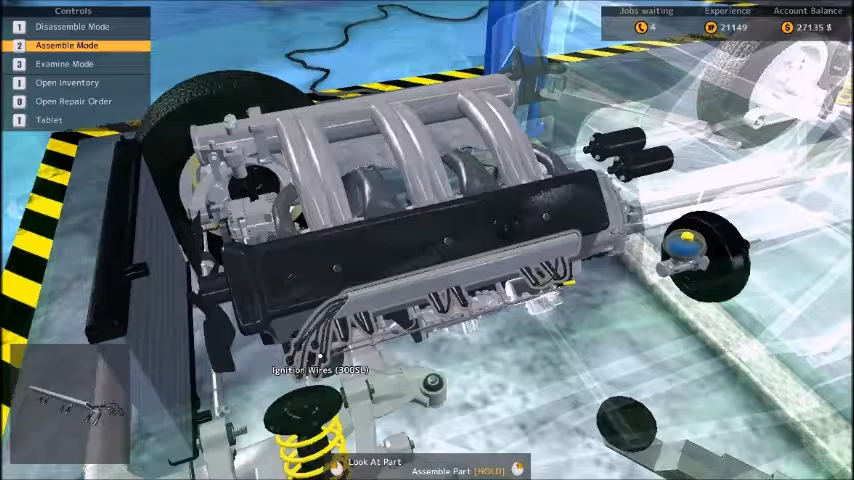 Controls
1 Disassemble Mode
2 Assemble Mode
3 Examine Mode
I Open Inventory
O Open Repair Order
T Tablet
Jobs waiting Experience Account Balance
4 21149 27135 $
Ignition Wires (300SL)
Look At Part
Assemble Part [HOLD]